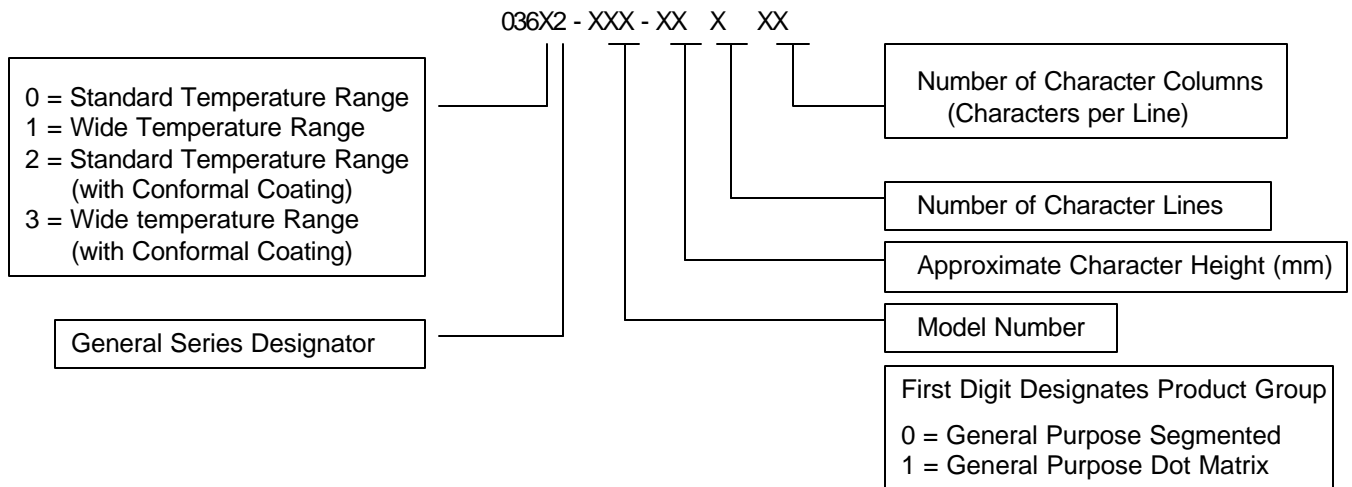 036X2 - XXX - XX X XX
0 = Standard Temperature Range
1 = Wide Temperature Range
2 = Standard Temperature Range
(with Conformal Coating)
3 = Wide temperature Range
(with Conformal Coating)
General Series Designator
Number of Character Columns
(Characters per Line)
Number of Character Lines
Approximate Character Height (mm)
Model Number
First Digit Designates Product Group
0 = General Purpose Segmented
1 = General Purpose Dot Matrix